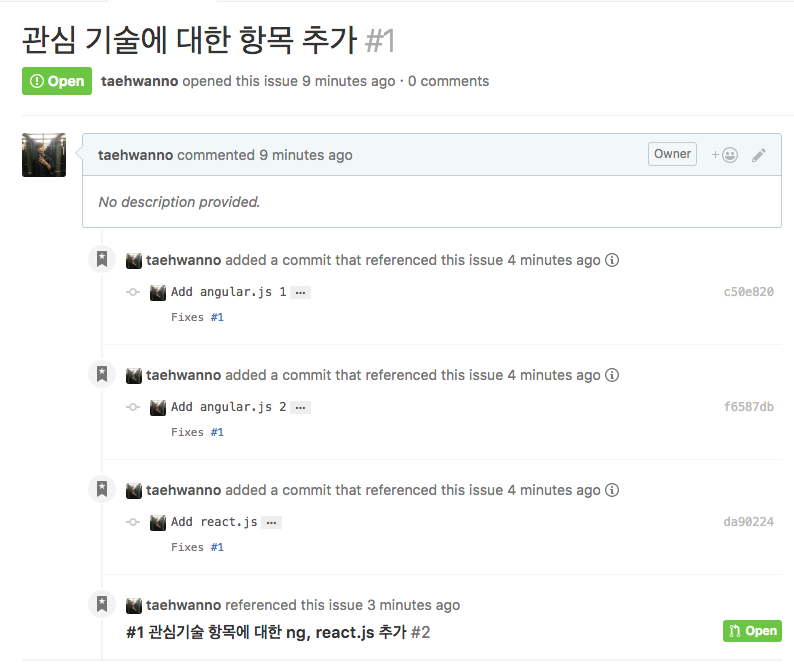 관심 기술에 대한 항목 추가 #1
Open taehwanno opened this issue 9 minutes ago · 0 comments
taehwanno commented 9 minutes ago Owner +
No description provided.
taehwanno added a commit that referenced this issue 4 minutes ago
Add angular.js 1 … c50e820
Fixes #1
taehwanno added a commit that referenced this issue 4 minutes ago
Add angular.js 2 … f6587db
Fixes #1
taehwanno added a commit that referenced this issue 4 minutes ago
Add react.js … da90224
Fixes #1
taehwanno referenced this issue 3 minutes ago
#1 관심기술 항목에 대한 ng, react.js 추가 #2 Open